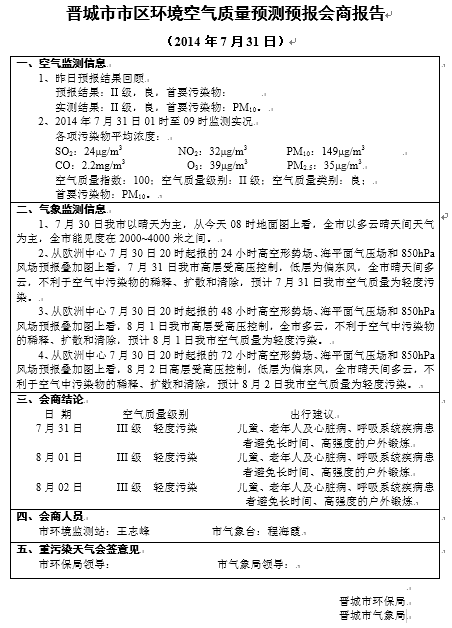 晋城市市区环境空气质量预测预报会商报告
（2014 年 7 月 31 日）
一、空气监测信息
1、昨日预报结果回顾
预报结果：II 级，良，首要污染物：
实测结果：II 级，良，首要污染物：PM10。
2、2014 年 7 月 31 日 01 时至 09 时监测实况
各项污染物平均浓度：
SO2：24μg/m3 NO2：32μg/m3 PM10：149μg/m3
CO：2.2mg/m3 O3：39μg/m3 PM2.5：35μg/m3
空气质量指数：100；空气质量级别：II 级；空气质量类别：良；
首要污染物：PM10。
二、气象监测信息
1、7 月 30 日我市以晴天为主，从今天 08 时地面图上看，全市以多云晴天间天气
为主，全市能见度在 2000~4000 米之间。
2、从欧洲中心 7 月 30 日 20 时起报的 24 小时高空形势场、海平面气压场和 850hPa
风场预报叠加图上看，7 月 31 日我市高层受高压控制，低层为偏东风，全市晴天间多
云，不利于空气中污染物的稀释、扩散和清除，预计 7 月 31 日我市空气质量为轻度污
染。
3、从欧洲中心 7 月 30 日 20 时起报的 48 小时高空形势场、海平面气压场和 850hPa
风场预报叠加图上看，8 月 1 日我市受高压控制，全市多云，不利于空气中污染物
的稀释、扩散和清除，预计 8 月 1 日我市空气质量为轻度污染。
4、从欧洲中心 7 月 30 日 20 时起报的 72 小时高空形势场、海平面气压场和 850hPa
风场预报叠加图上看，8 月 2 日高层受高压控制，低层为偏东风，全市晴天间多云，不
利于空气中污染物的稀释、扩散和清除，预计 8 月 2 日我市空气质量为轻度污染。
三、会商结论
日 期 空气质量级别 出行建议
7 月 31 日 III 级 轻度污染 儿童、老年人及心脏病、呼吸系统疾病患
者避免长时间、高强度的户外锻炼。
8 月 01 日 III 级 轻度污染 儿童、老年人及心脏病、呼吸系统疾病患
者避免长时间、高强度的户外锻炼。
8 月 02 日 III 级 轻度污染 儿童、老年人及心脏病、呼吸系统疾病患
者避免长时间、高强度的户外锻炼。
四、会商人员
市环境监测站：王志峰 市气象台：程海霞
五、重污染天气会签意见
市环保局领导： 市气象局领导：
晋城市环保局
晋城市气象局